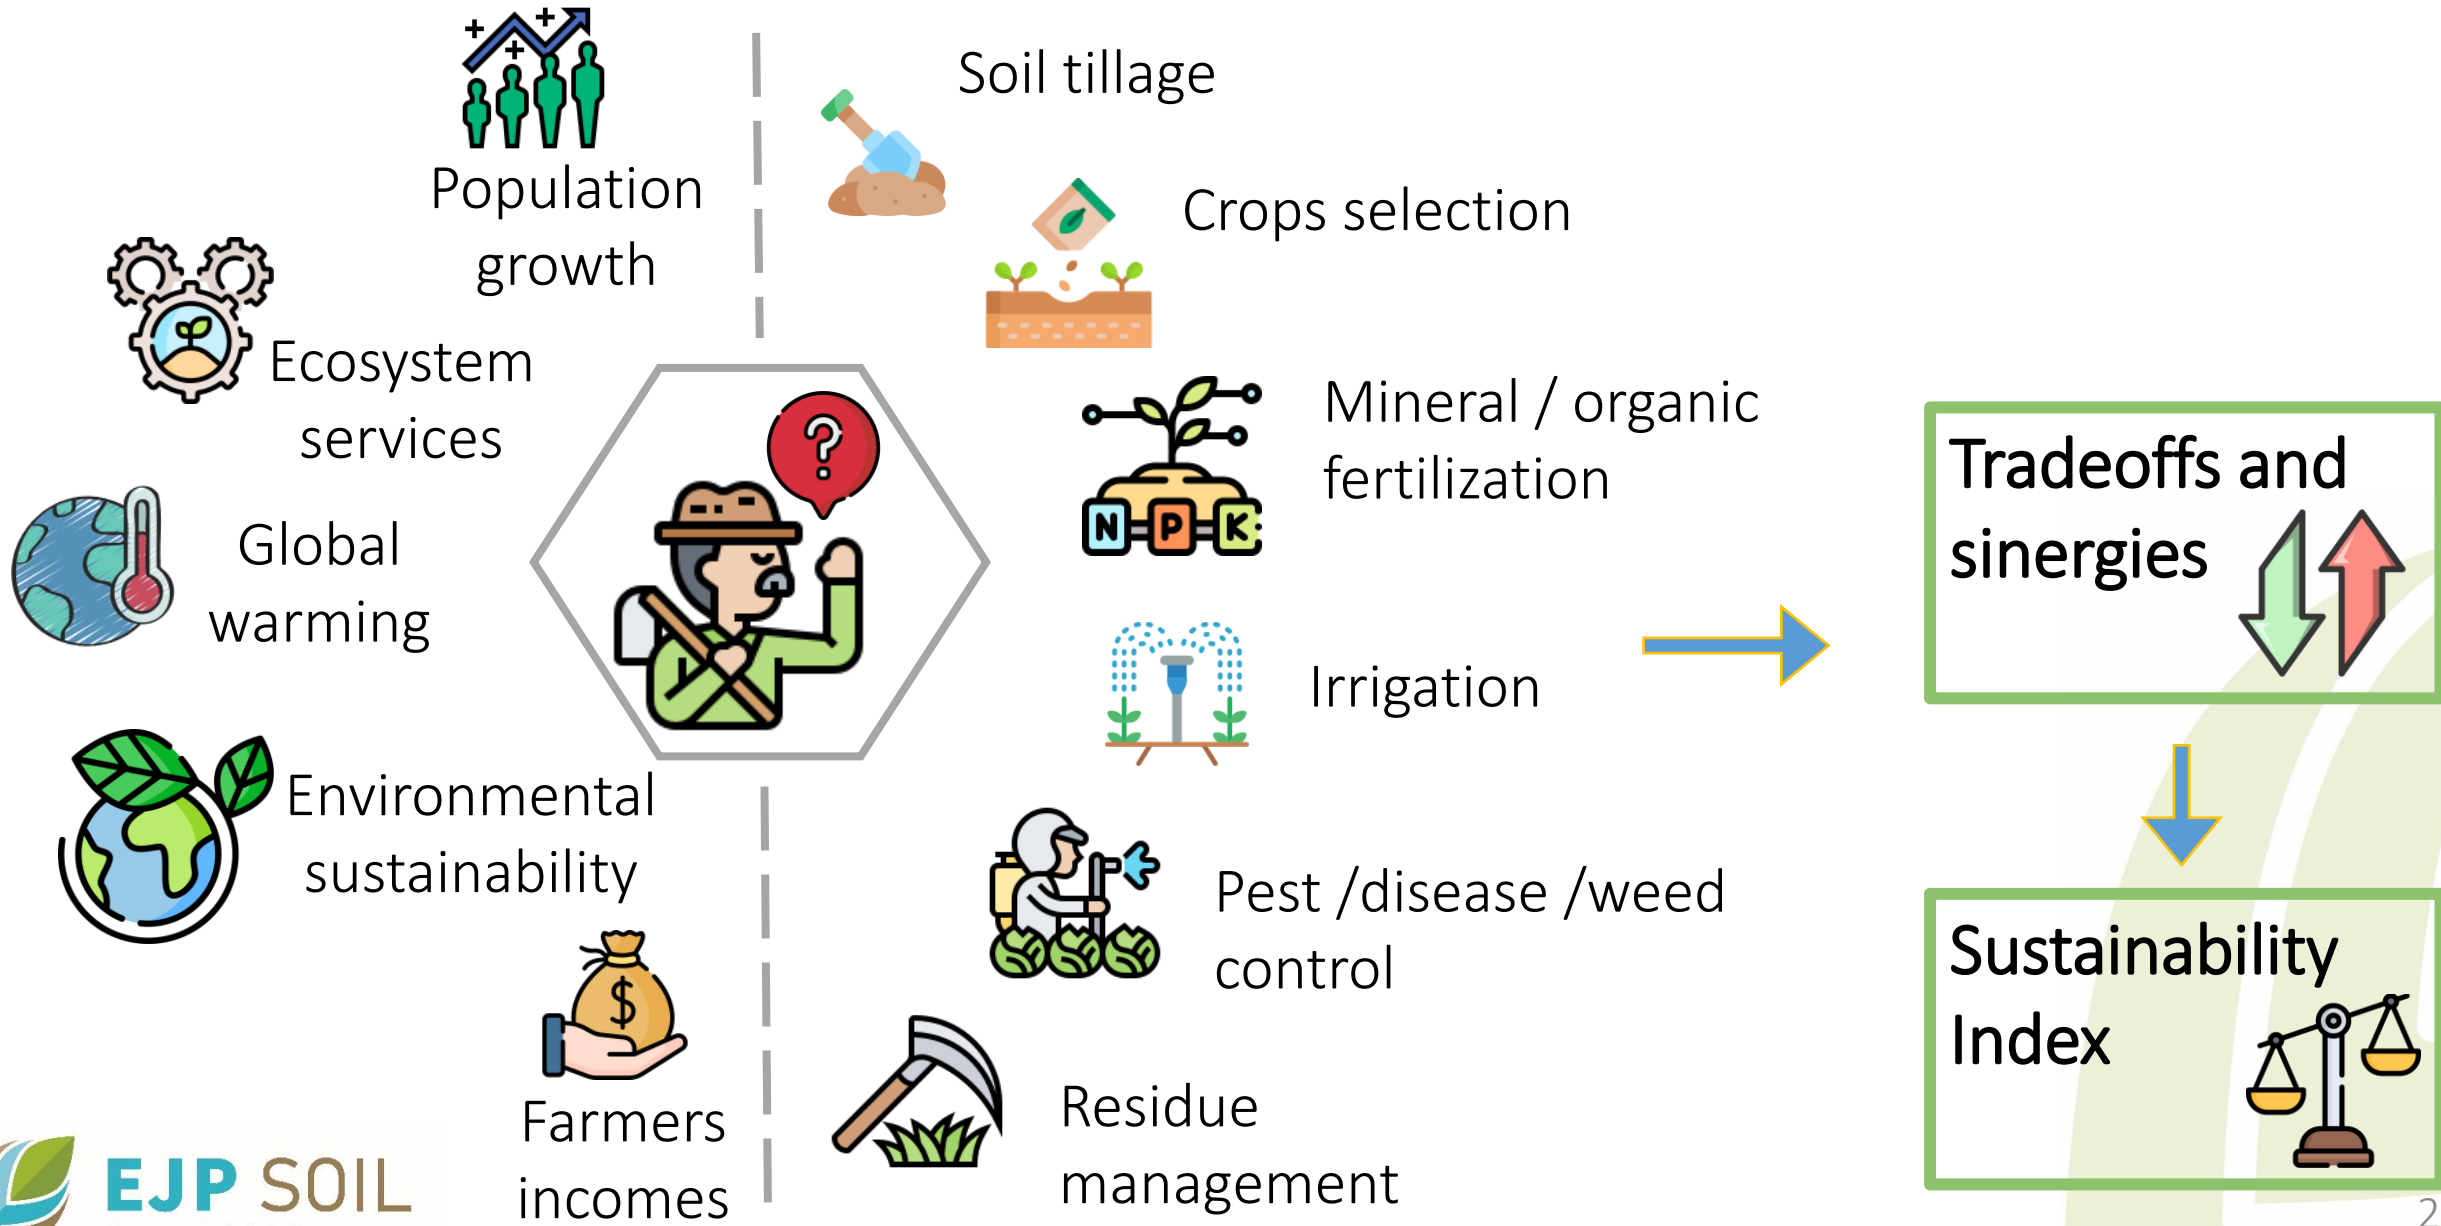 Population
growth
Ecosystem
services
Global
warming
Environmental
sustainability
Farmers
incomes
?
$
Soil tillage
Crops selection
Mineral / organic
fertilization
N P K
Irrigation
Pest /disease /weed
control
Residue
management
Tradeoffs and
sinergies
Sustainability
Index
EJP SOIL
2